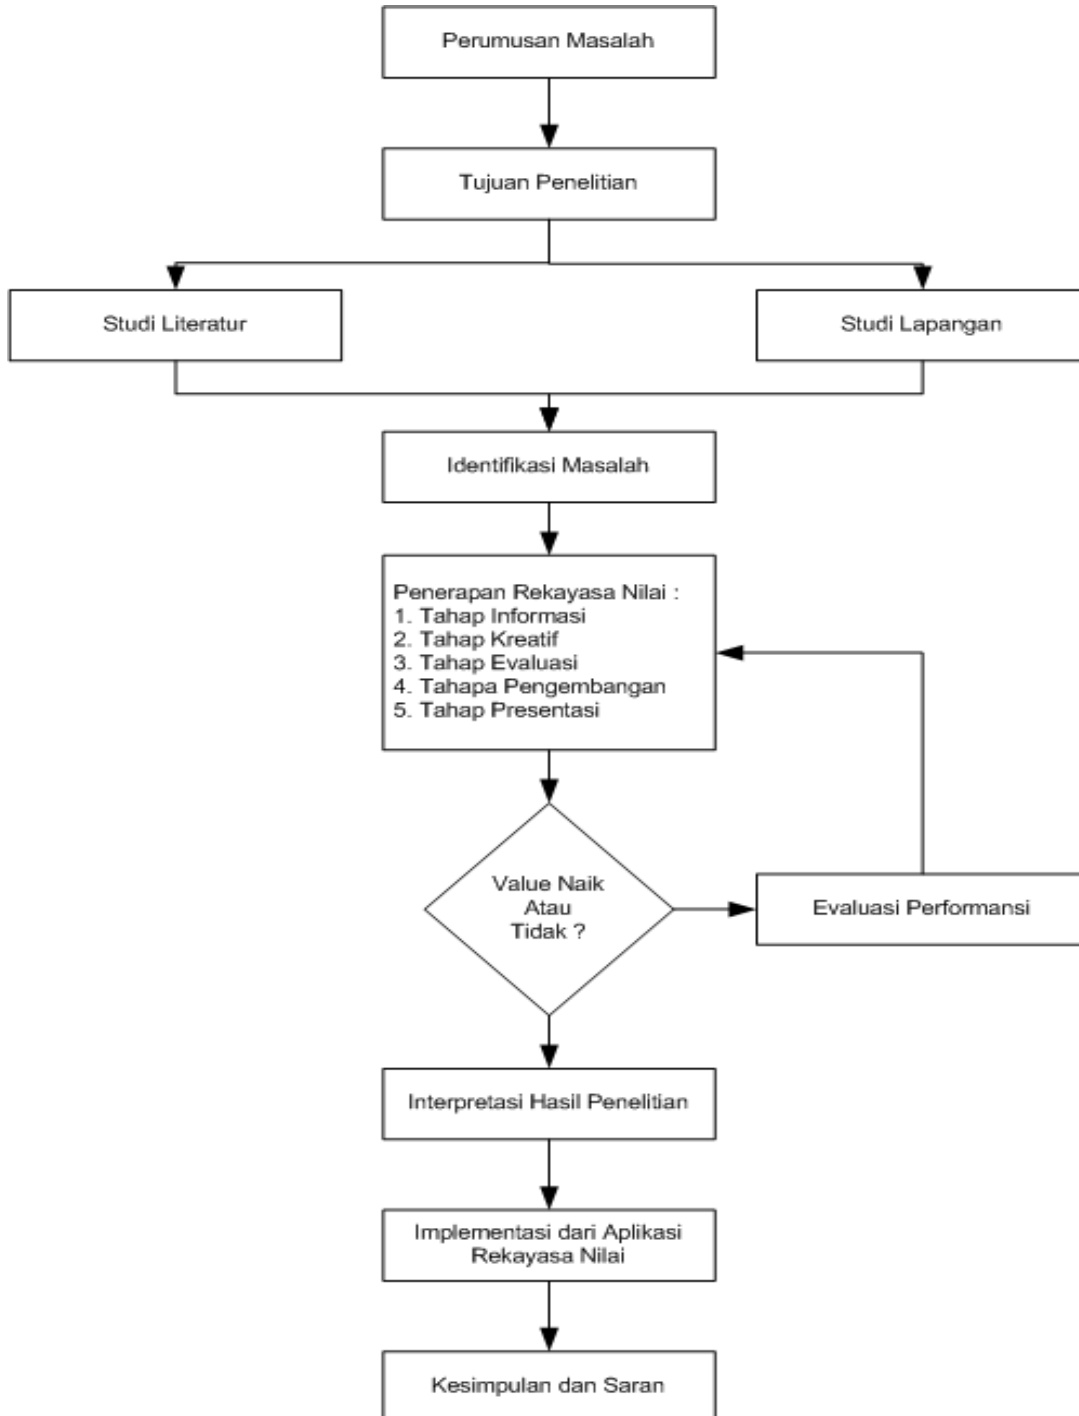 Perumusan Masalah
Tujuan Penelitian
Studi Literatur
Studi Lapangan
Identifikasi Masalah
Penerapan Rekayasa Nilai :
1. Tahap Informasi
2. Tahap Kreatif
3. Tahap Evaluasi
4. Tahapa Pengembangan
5. Tahap Presentasi
Value Naik
Atau
Tidak ?
Evaluasi Performansi
Interpretasi Hasil Penelitian
Implementasi dari Aplikasi
Rekayasa Nilai
Kesimpulan dan Saran